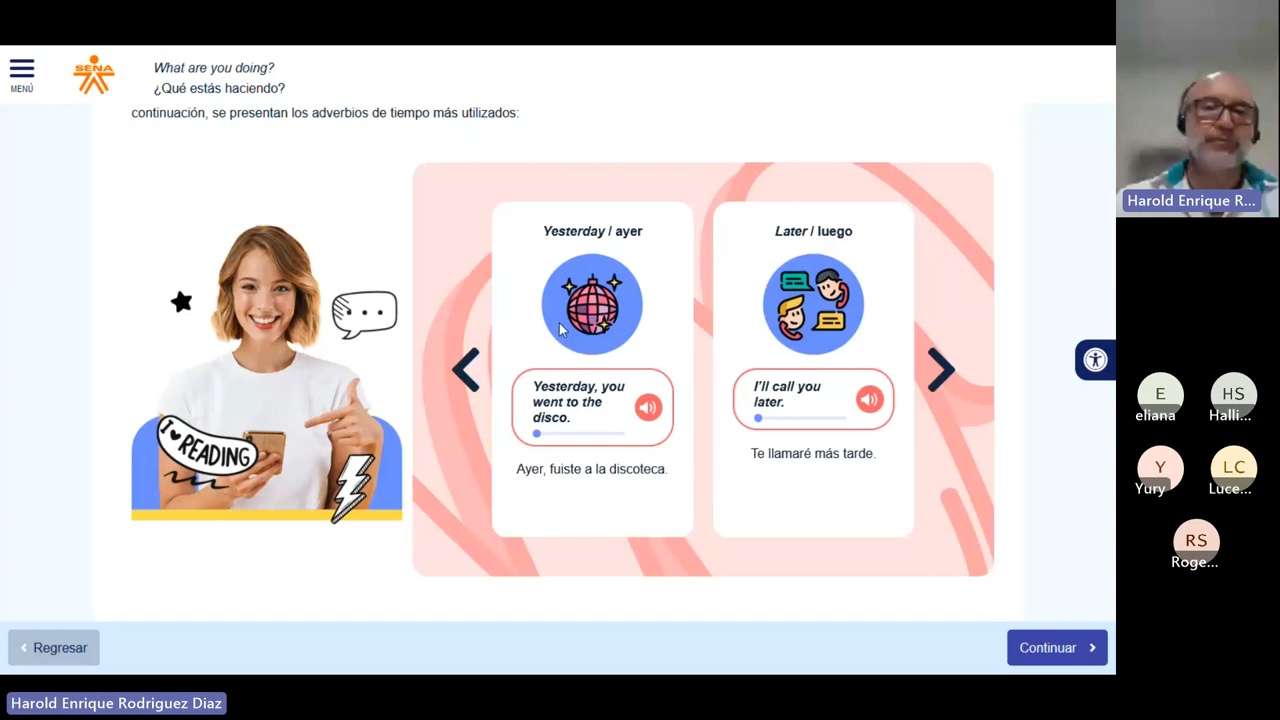 MENÚ
SENA
What are you doing?
¿Qué estás haciendo?
continuación, se presentan los adverbios de tiempo más utilizados:
I READING
Yesterday / ayer
Yesterday, you
went to the
disco.
Ayer, fuiste a la discoteca.
Later / luego
I'll call you
later.
Te llamaré más tarde.
Regresar
Continuar
Harold Enrique Rodriguez Diaz
Harold Enrique R...
E
eliana
HS
Halli...
Y
Yury
LC
Luce...
RS
Roge...